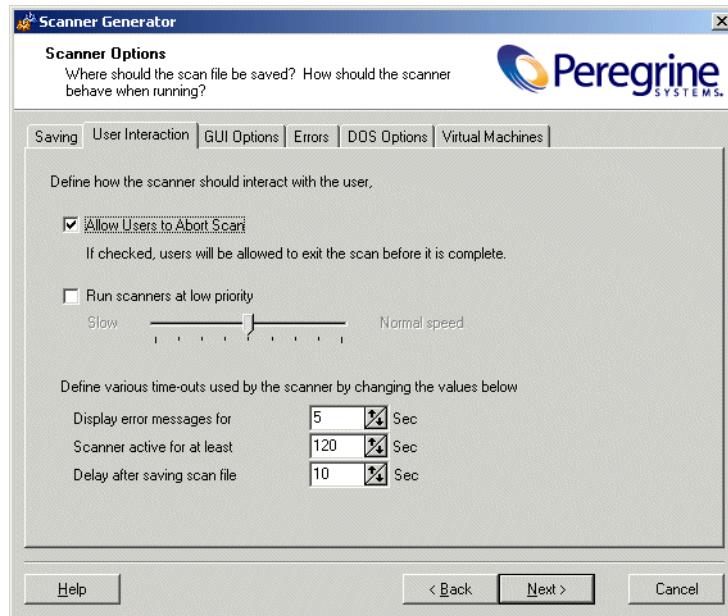 Scanner Generator
Scanner Options
Where should the scan file be saved? How should the scanner
behave when running?
Peregrine
SYSTEMS.
Saving
User Interaction
GUI Options
Errors
DOS Options
Virtual Machines
Define how the scanner should interact with the user,
Allow Users to Abort Scan
If checked, users will be allowed to exit the scan before it is complete.
Run scanners at low priority
Slow
Normal speed
Define various time-outs used by the scanner by changing the values below
Display error messages for 5 Sec
Scanner active for at least 120 Sec
Delay after saving scan file 10 Sec
Help
< Back
Next >
Cancel